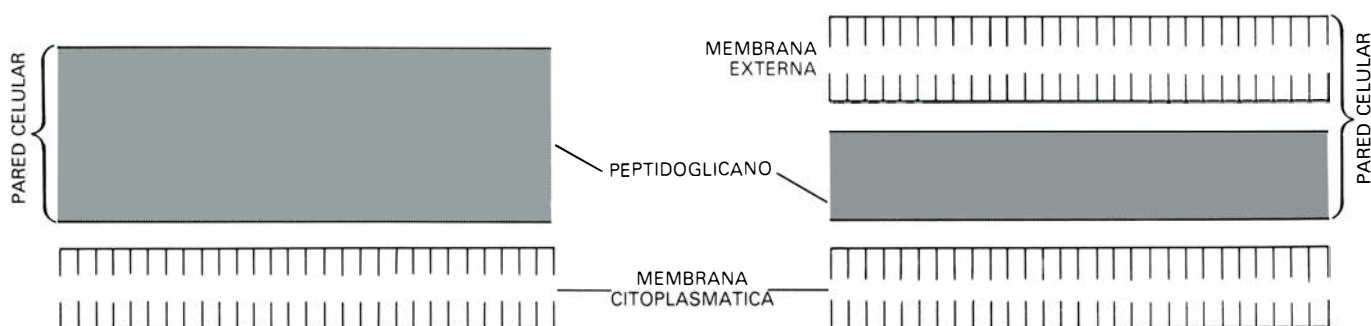 PARED CELULAR
MEMBRANA
EXTERNA
PEPTIDOGLICANO
MEMBRANA
CITOPLASMATICA
PARED CELULAR